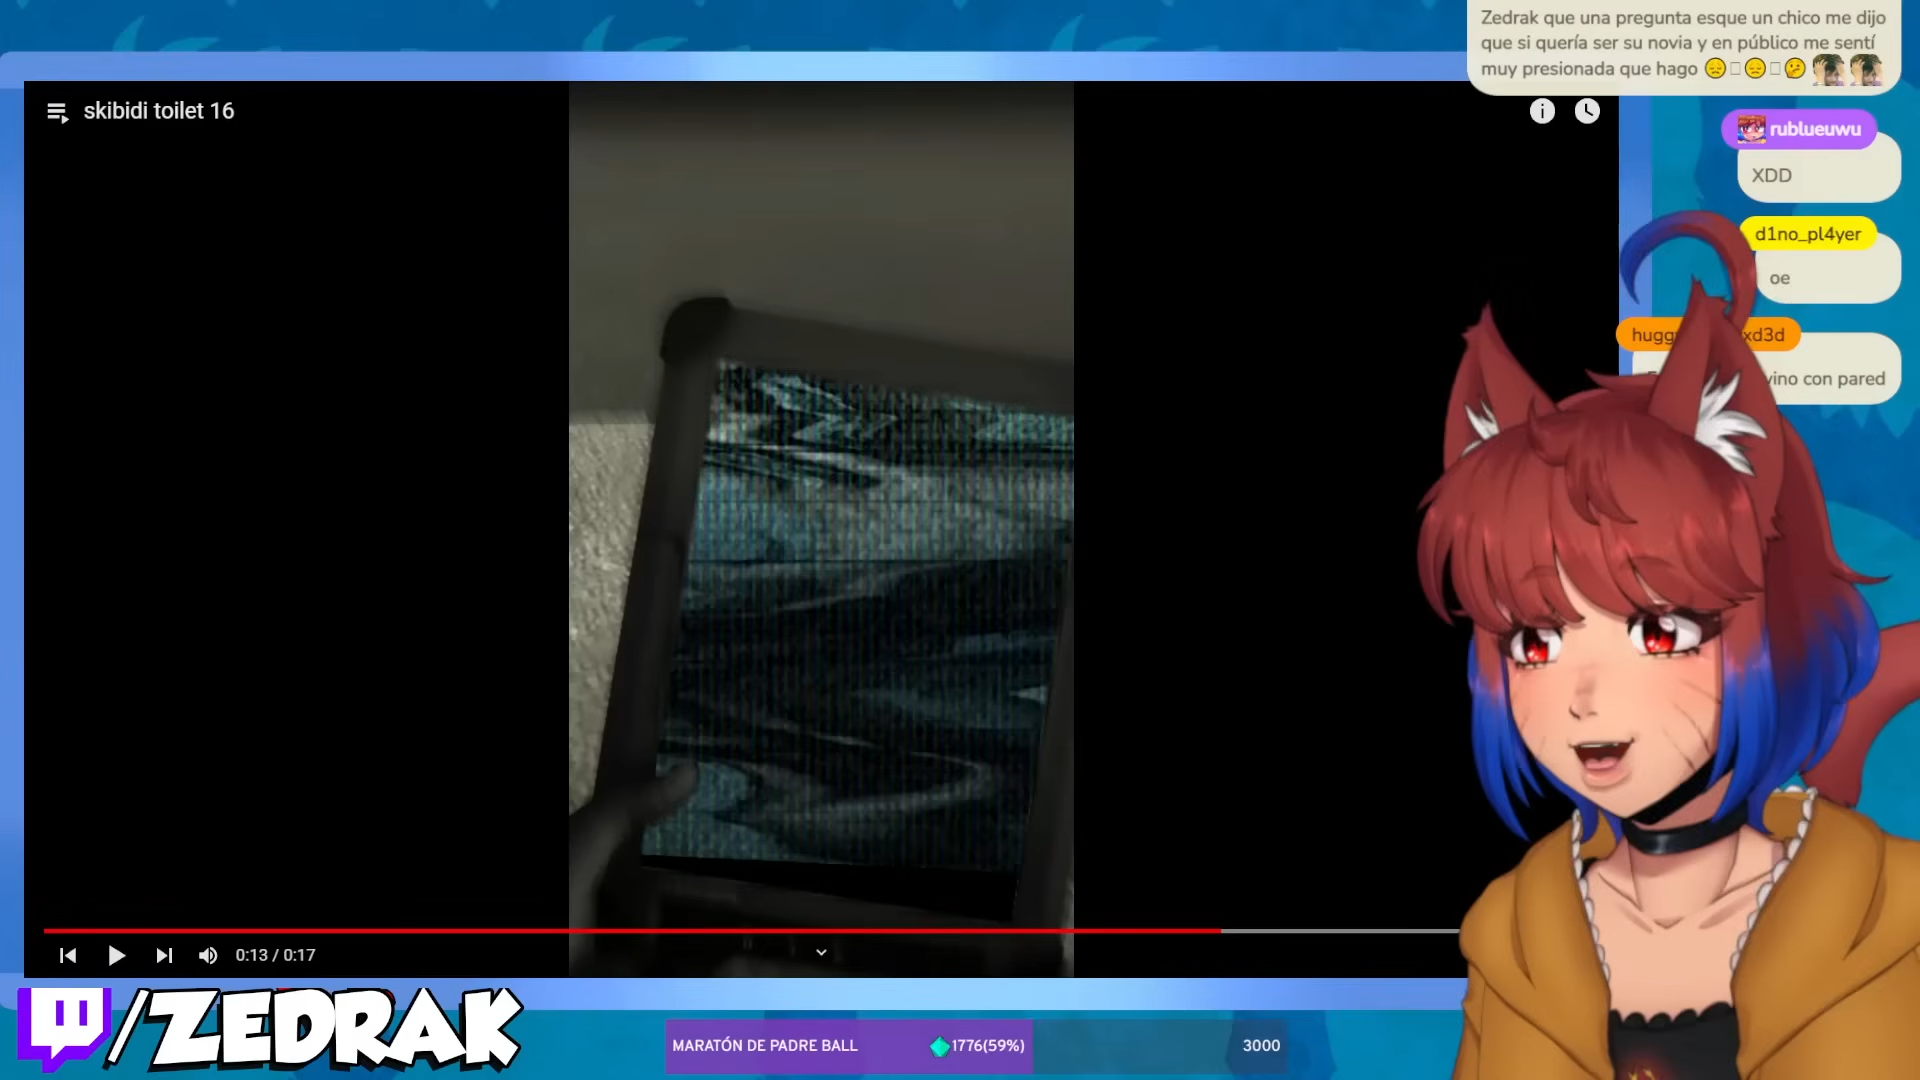 Zedrak que una pregunta esque un chico me dijo
que si quería ser su novia y en público me sentí
muy presionada que hago
skibidi toilet 16
rublueuwu
XDD
d1no_pl4yer
oe
xd3d
vino con pared
0:13 / 0:17
/ZEDRAK
MARATÓN DE PADRE BALL 1776(59%) 3000